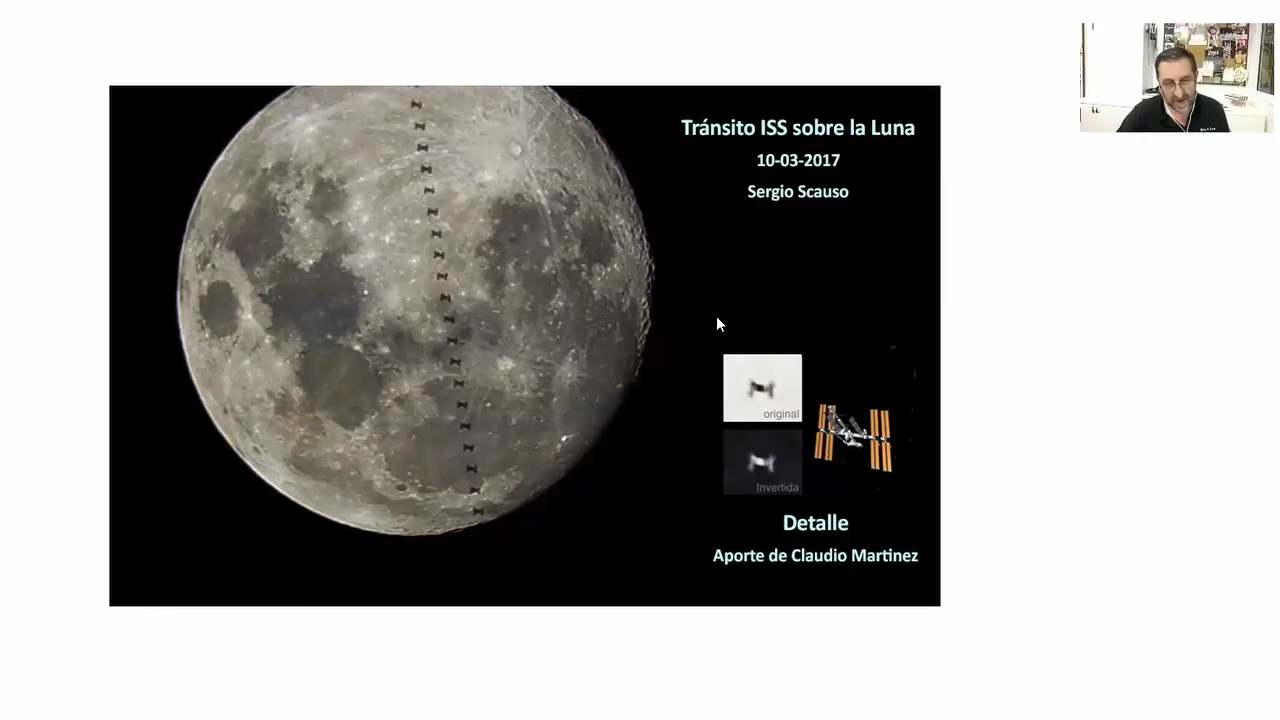 Tránsito ISS sobre la Luna
10-03-2017
Sergio Scauso
original
Invertida
Detalle
Aporte de Claudio Martinez